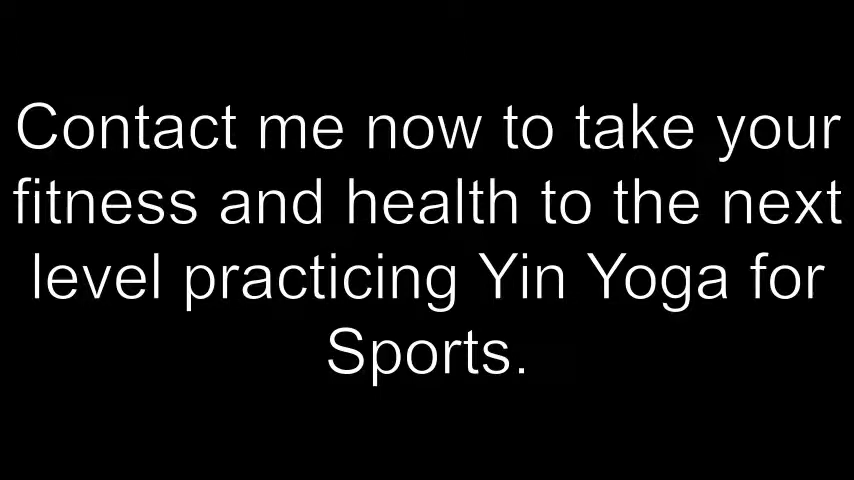 Contact me now to take your
fitness and health to the next
level practicing Yin Yoga for
Sports.